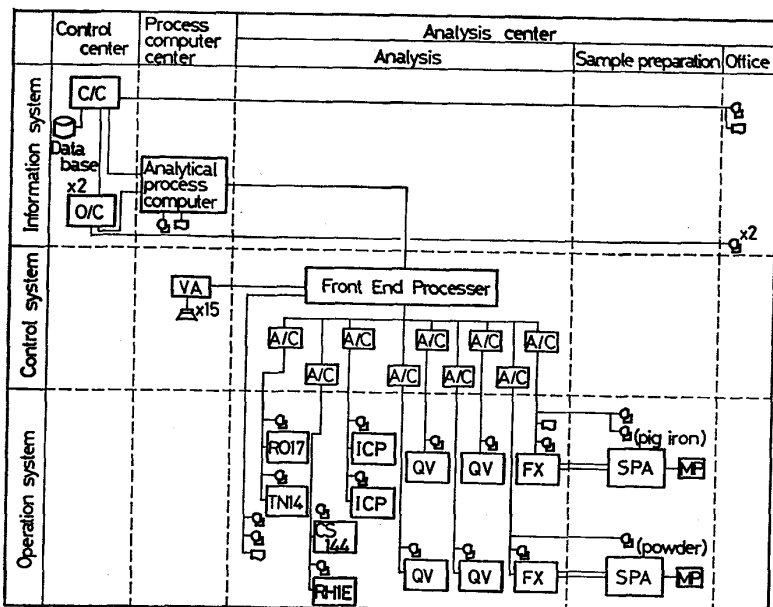 Control center
Process computer center
Analysis center
Analysis
Sample preparation
Office
Information system
C/C
Data base
x2
O/C
Analytical process computer
x2
Control system
VA
x15
Front End Processer
A/C
A/C
A/C
A/C
A/C
A/C
A/C
A/C
A/C
Operation system
RO17
TN14
CS 144
RH1E
ICP
ICP
QV
QV
FX
(pig iron)
SPA
MP
QV
QV
FX
(powder)
SPA
MP